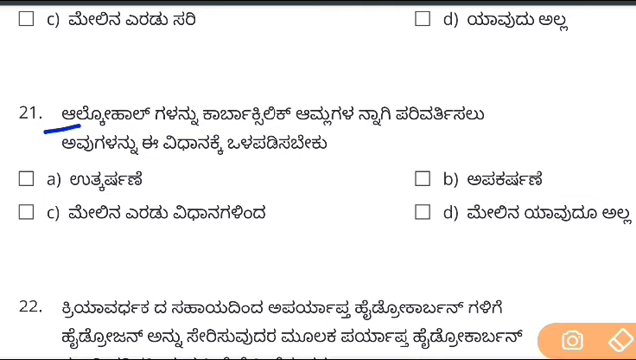 c) ಮೇಲಿನ ಎರಡು ಸರಿ
d) ಯಾವುದು ಅಲ್ಲ
21. ಆಲ್ಕೋಹಾಲ್ ಗಳನ್ನು ಕಾರ್ಬಾಕ್ಸಿಲಿಕ್ ಆಮ್ಲಗಳ ನ್ನಾಗಿ ಪರಿವರ್ತಿಸಲು
ಅವುಗಳನ್ನು ಈ ವಿಧಾನಕ್ಕೆ ಒಳಪಡಿಸಬೇಕು
a) ಉತ್ಕರ್ಷಣೆ
b) ಅಪಕರ್ಷಣೆ
c) ಮೇಲಿನ ಎರಡು ವಿಧಾನಗಳಿಂದ
d) ಮೇಲಿನ ಯಾವುದೂ ಅಲ್ಲ
22. ಕ್ರಿಯಾವರ್ಧಕ ದ ಸಹಾಯದಿಂದ ಅಪರ್ಯಾಪ್ತ ಹೈಡ್ರೋಕಾರ್ಬನ್ ಗಳಿಗೆ
ಹೈಡ್ರೋಜನ್ ಅನ್ನು ಸೇರಿಸುವುದರ ಮೂಲಕ ಪರ್ಯಾಪ್ತ ಹೈಡ್ರೋಕಾರ್ಬನ್